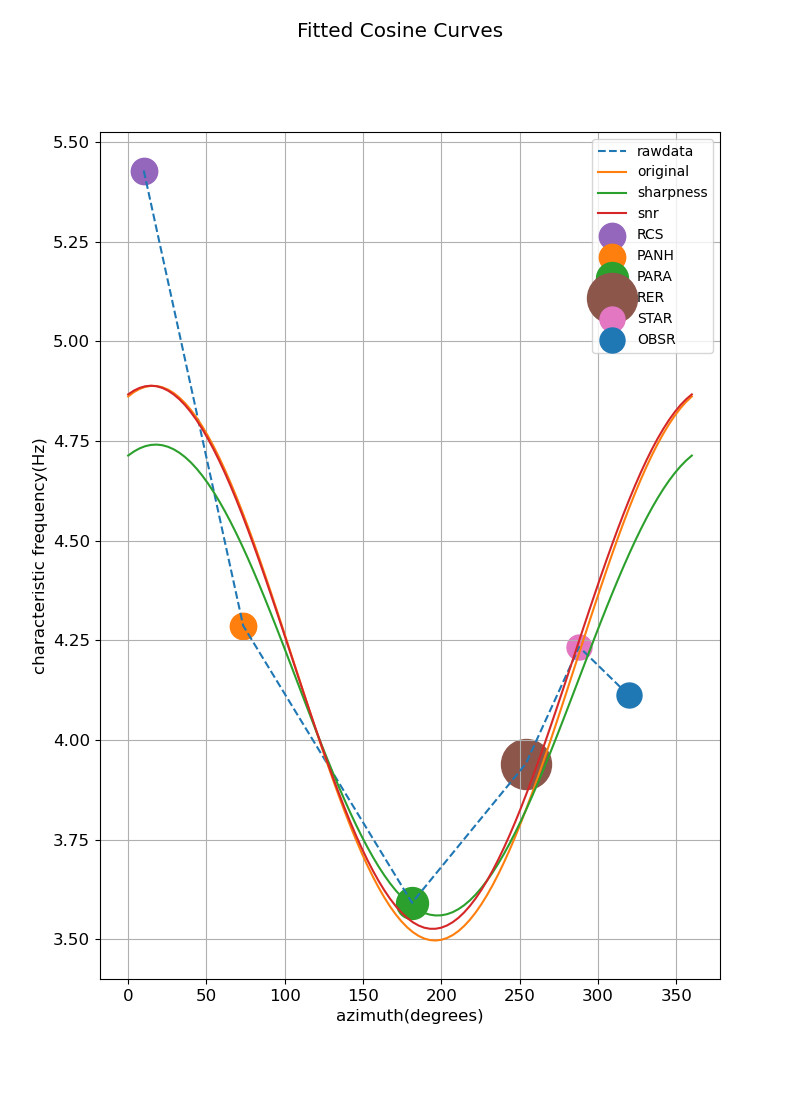 Fitted Cosine Curves
5.50
5.25
5.00
4.75
4.50
4.25
4.00
3.75
3.50
characteristic frequency(Hz)
rawdata
original
sharpness
snr
RCS
PANH
PARA
RER
STAR
OBSR
0 50 100 150 200 250 300 350
azimuth(degrees)